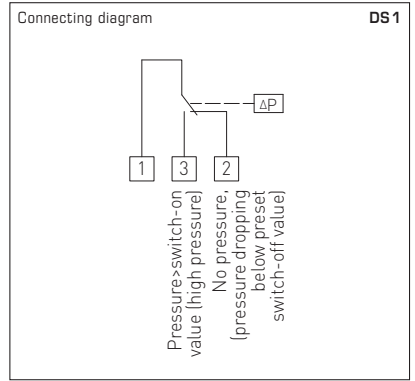 Connecting diagram
DS1
ΔP
1
3
2
Pressure>switch-on
value (high pressure)
No pressure,
(pressure dropping
below preset
switch-off value)